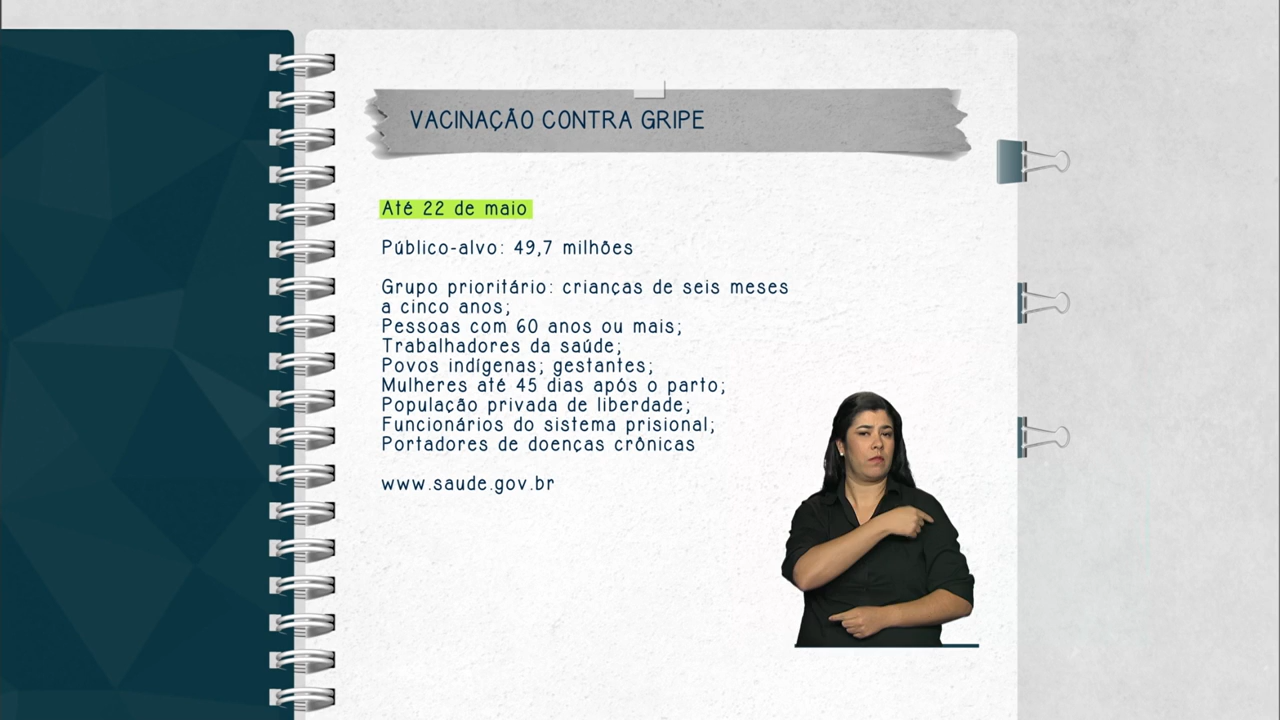 VACINAÇÃO CONTRA GRIPE
Até 22 de maio
Público-alvo: 49,7 milhões
Grupo prioritário: crianças de seis meses
a cinco anos;
Pessoas com 60 anos ou mais;
Trabalhadores da saúde;
Povos indígenas; gestantes;
Mulheres até 45 dias após o parto;
População privada de liberdade;
Funcionários do sistema prisional;
Portadores de doenças crônicas
www.saude.gov.br